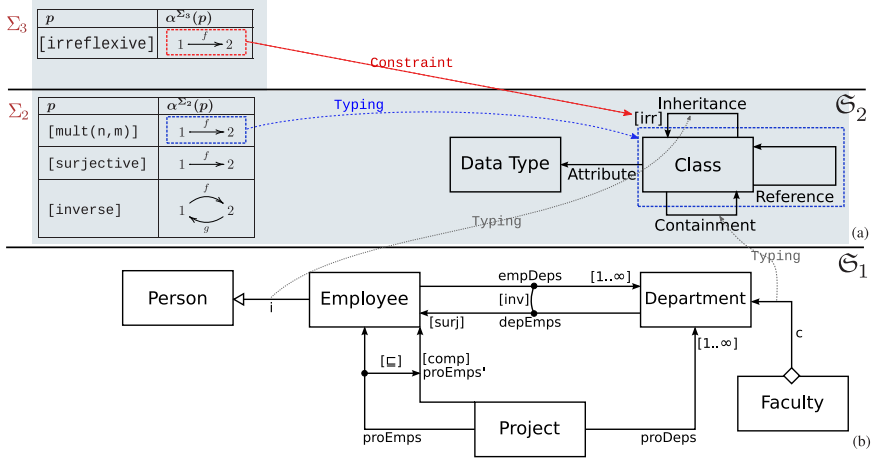 Σ3
p α^Σ3(p)
[irreflexive] 1 f 2
Constraint
Σ2
p α^Σ2(p)
[mult(n,m)] 1 f 2
[surjective] 1 f 2
[inverse] 1 f 2 g
Typing
𝔖2
[irr] Inheritance
Data Type
Attribute
Class
Reference
Containment
(a)
Typing
Typing
𝔖1
Person
i
Employee
empDeps
[1..∞]
[inv]
[surj]
depEmps
Department
[1..∞]
c
[⊑]
[comp]
proEmps'
proEmps
Project
proDeps
Faculty
(b)